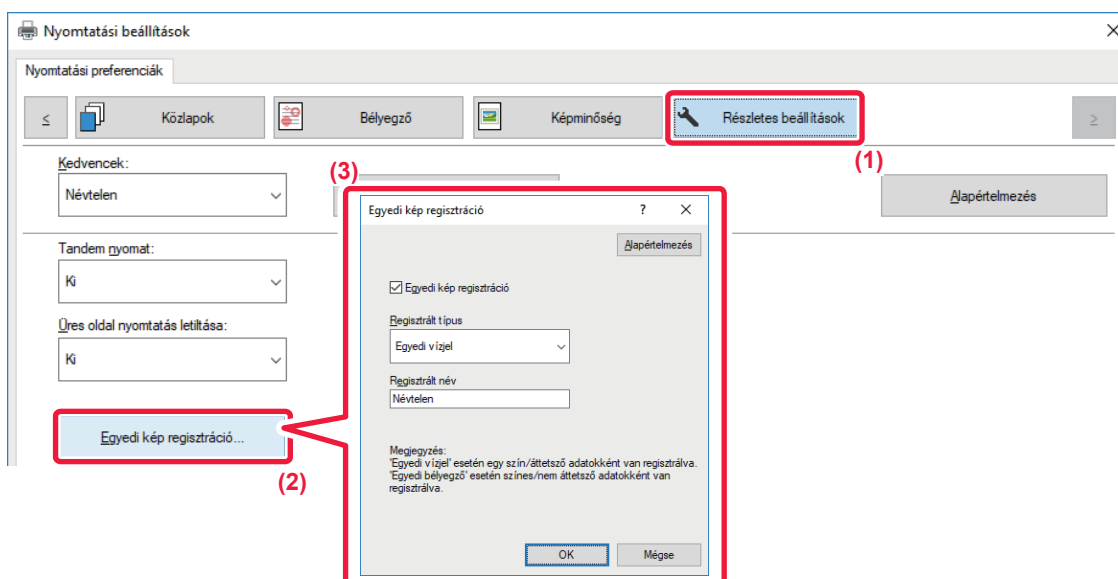 Nyomtatási beállítások
Nyomtatási preferenciák
< Közlapok Bélyegző Képminőség Részletes beállítások >
(1)
Kedvencek:
(3)
Névtelen
Alapértelmezés
Egyedi kép regisztráció ? X
Alapértelmezés
Tandem nyomat:
Ki
Egyedi kép regisztráció
Üres oldal nyomtatás letiltása:
Regisztrált típus
Ki
Egyedi vízjel
Regisztrált név
Névtelen
Egyedi kép regisztráció...
(2)
Megjegyzés:
'Egyedi vízjel' esetén egy szín/áttetsző adatokként van regisztrálva.
'Egyedi bélyegző' esetén színes/nem áttetsző adatokként van
regisztrálva.
OK Mégse